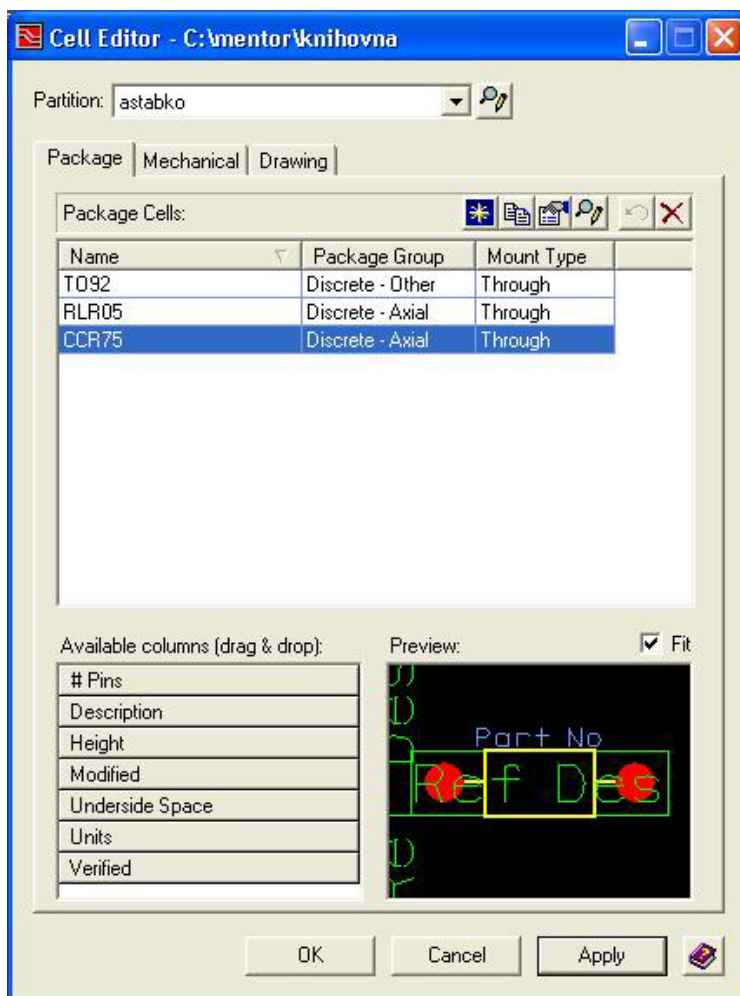 Cell Editor - C:\mentor\knihovna
Partition: astabko
Package Mechanical Drawing
Package Cells:
Name Package Group Mount Type
TO92 Discrete - Other Through
RLR05 Discrete - Axial Through
CCR75 Discrete - Axial Through
Available columns (drag & drop): Preview: Fit
# Pins
Description
Height
Modified
Underside Space
Units
Verified
Part No
Ref Des
OK Cancel Apply